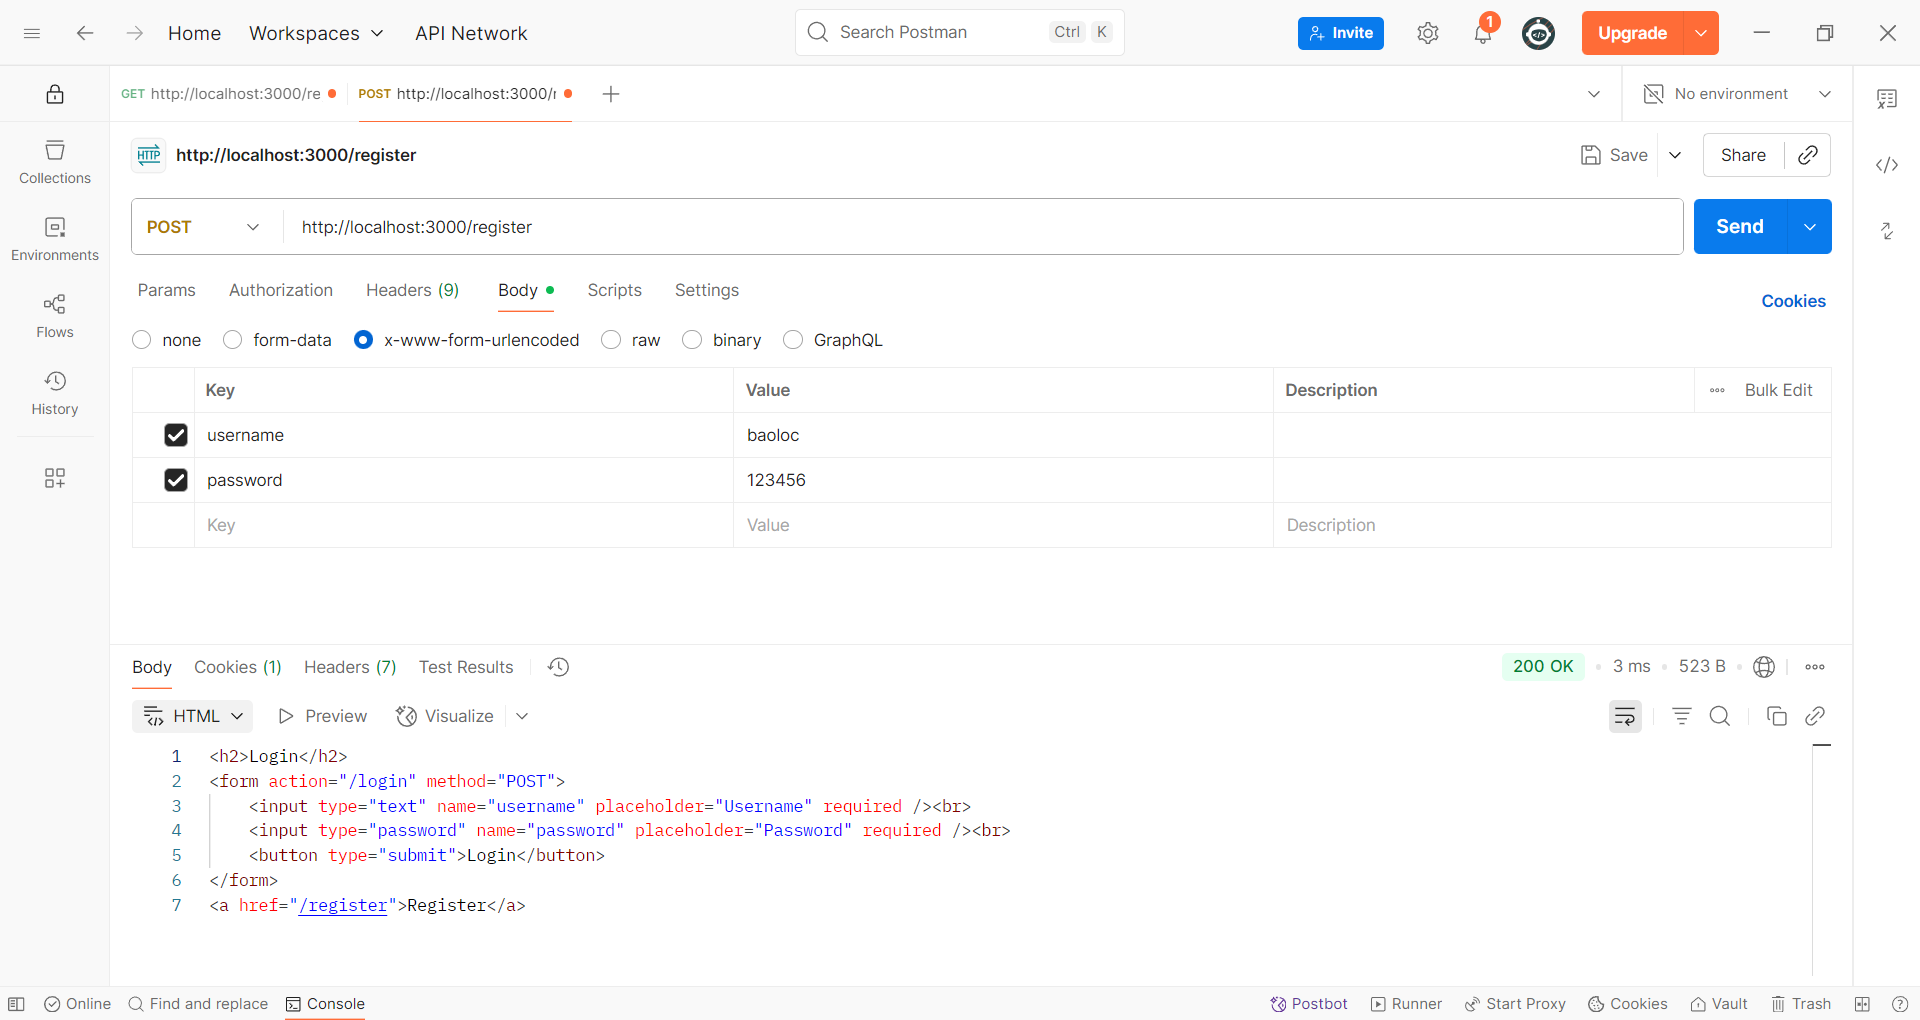 Home Workspaces API Network Search Postman Ctrl K Invite 1 Upgrade
GET http://localhost:3000/re POST http://localhost:3000/r No environment
HTTP http://localhost:3000/register Save Share
Collections
POST http://localhost:3000/register Send
Environments
Params Authorization Headers (9) Body Scripts Settings Cookies
Flows
none form-data x-www-form-urlencoded raw binary GraphQL
History
Key Value Description Bulk Edit
username baoloc
password 123456
Key Value Description
Body Cookies (1) Headers (7) Test Results 200 OK 3 ms 523 B
HTML Preview Visualize
1 <h2>Login</h2>
2 <form action="/login" method="POST">
3 <input type="text" name="username" placeholder="Username" required /><br>
4 <input type="password" name="password" placeholder="Password" required /><br>
5 <button type="submit">Login</button>
6 </form>
7 <a href="/register">Register</a>
Online Find and replace Console Postbot Runner Start Proxy Cookies Vault Trash